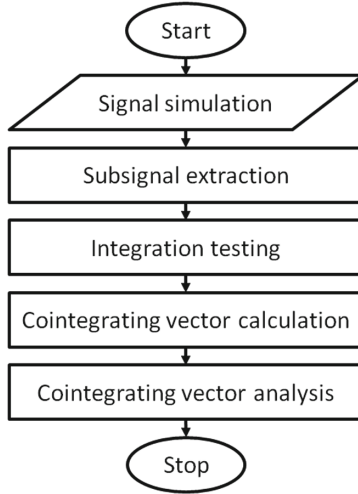 Start
Signal simulation
Subsignal extraction
Integration testing
Cointegrating vector calculation
Cointegrating vector analysis
Stop